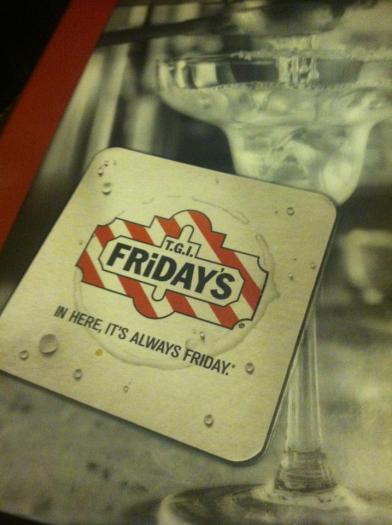 T.G.I.
FRiDAY'S®
IN HERE, IT'S ALWAYS FRIDAY.®